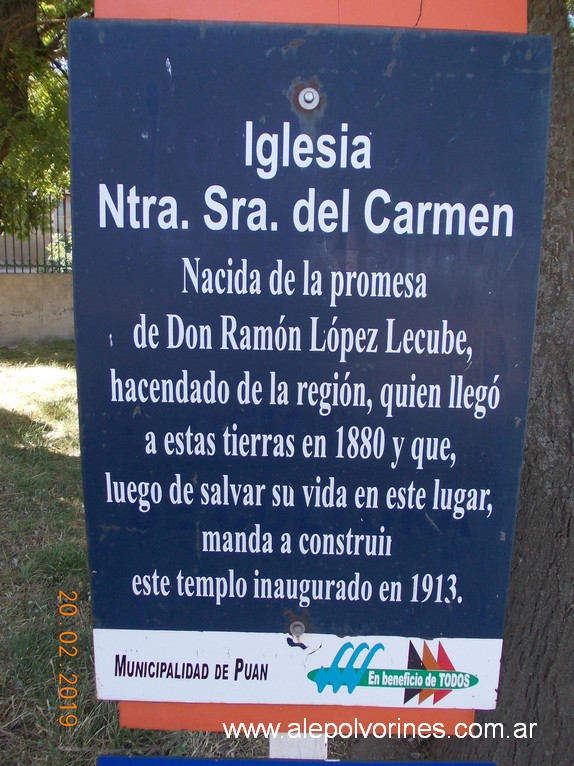 Iglesia
Ntra. Sra. del Carmen
Nacida de la promesa
de Don Ramón López Lecube,
hacendado de la región, quien llegó
a estas tierras en 1880 y que,
luego de salvar su vida en este lugar,
manda a construir
este templo inaugurado en 1913.
MUNICIPALIDAD DE PUAN
En beneficio de TODOS
20.02.2019
www.alepolvorines.com.ar